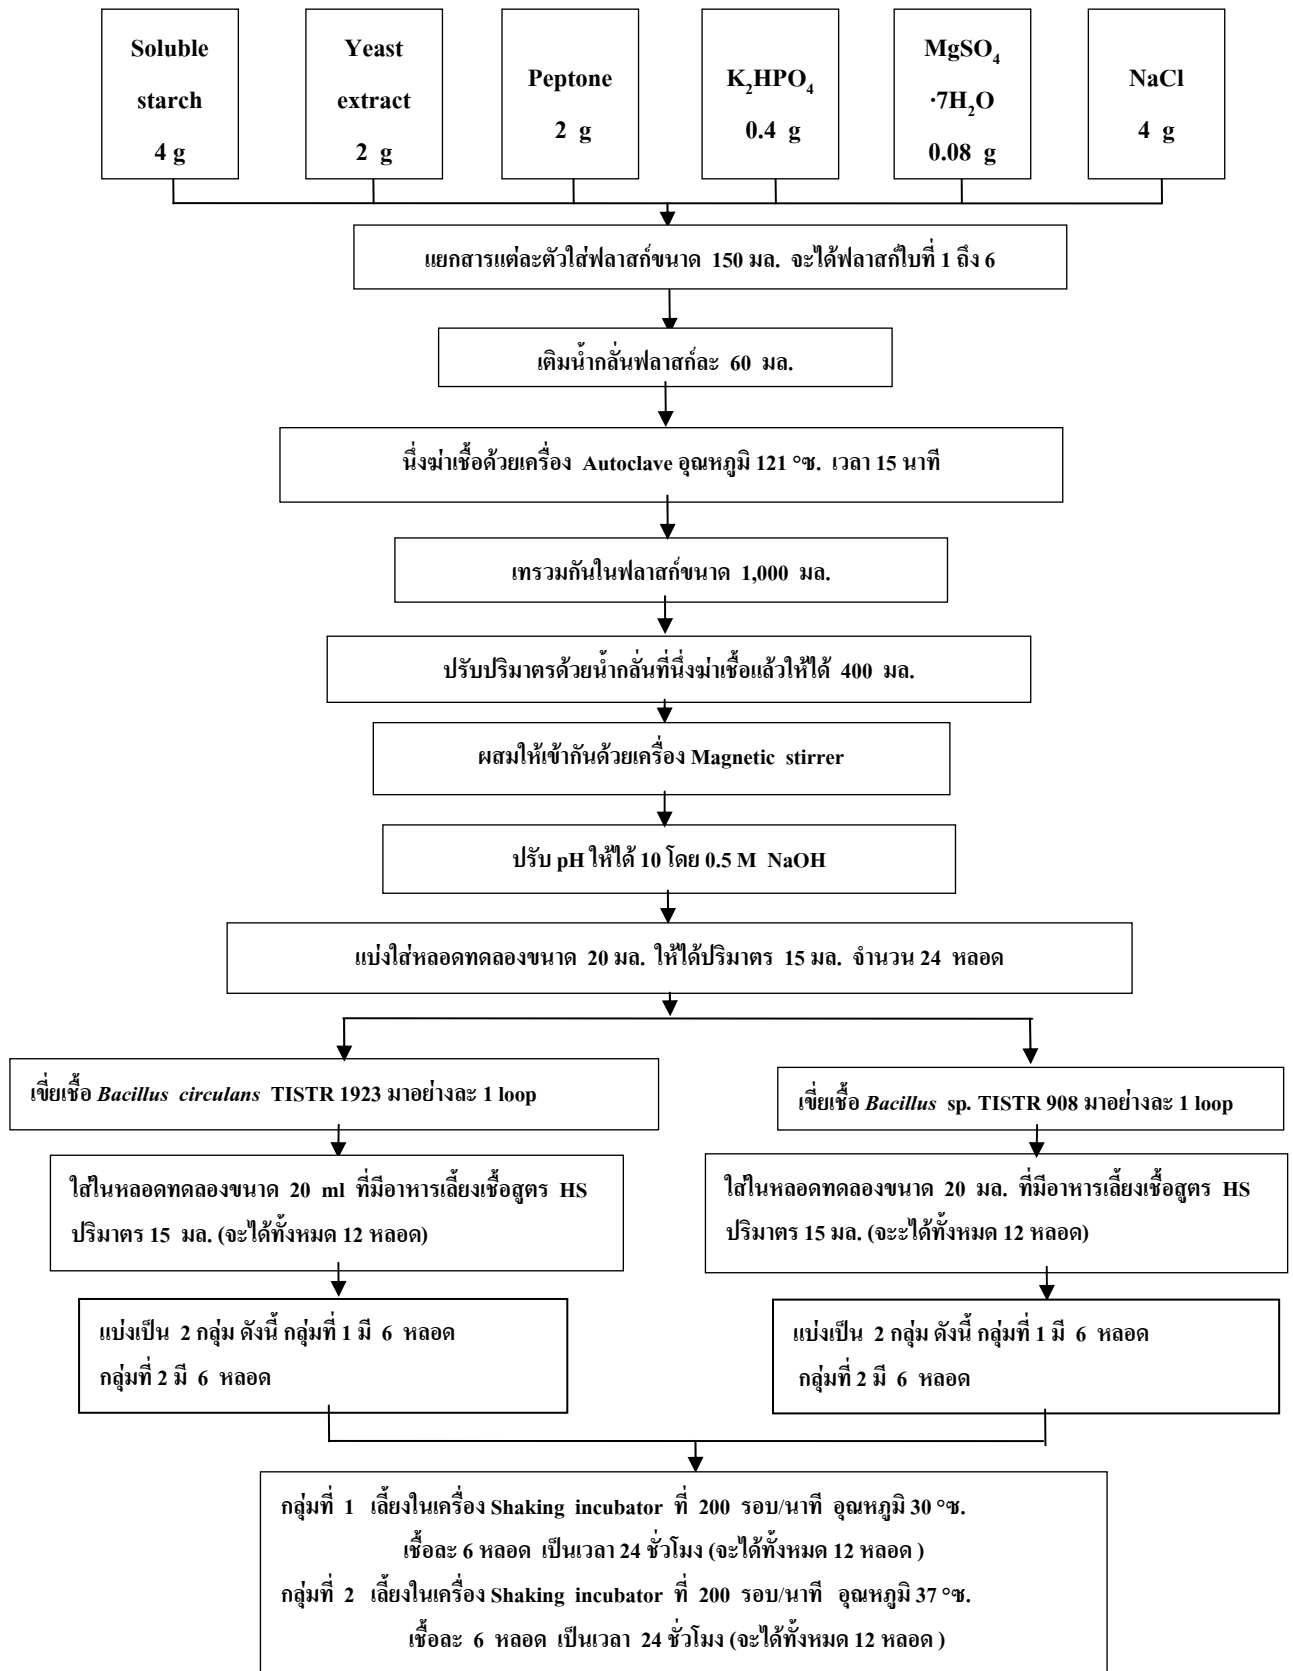 Soluble
starch
4 g
Yeast
extract
2 g
Peptone
2 g
K₂HPO₄
0.4 g
MgSO₄
·7H₂O
0.08 g
NaCl
4 g
แยกสารแต่ละตัวใส่ฟลาสก์ขนาด 150 มล. จะได้ฟลาสก์ใบที่ 1 ถึง 6
เติมน้ำกลั่นฟลาสก์ละ 60 มล.
นึ่งฆ่าเชื้อด้วยเครื่อง Autoclave อุณหภูมิ 121 °ซ. เวลา 15 นาที
เทรวมกันในฟลาสก์ขนาด 1,000 มล.
ปรับปริมาตรด้วยน้ำกลั่นที่นึ่งฆ่าเชื้อแล้วให้ได้ 400 มล.
ผสมให้เข้ากันด้วยเครื่อง Magnetic stirrer
ปรับ pH ให้ได้ 10 โดย 0.5 M NaOH
แบ่งใส่หลอดทดลองขนาด 20 มล. ให้ได้ปริมาตร 15 มล. จำนวน 24 หลอด
เขี่ยเชื้อ Bacillus circulans TISTR 1923 มาอย่างละ 1 loop
ใส่ในหลอดทดลองขนาด 20 ml ที่มีอาหารเลี้ยงเชื้อสูตร HS
ปริมาตร 15 มล. (จะได้ทั้งหมด 12 หลอด)
แบ่งเป็น 2 กลุ่ม ดังนี้ กลุ่มที่ 1 มี 6 หลอด
กลุ่มที่ 2 มี 6 หลอด
เขี่ยเชื้อ Bacillus sp. TISTR 908 มาอย่างละ 1 loop
ใส่ในหลอดทดลองขนาด 20 มล. ที่มีอาหารเลี้ยงเชื้อสูตร HS
ปริมาตร 15 มล. (จะะได้ทั้งหมด 12 หลอด)
แบ่งเป็น 2 กลุ่ม ดังนี้ กลุ่มที่ 1 มี 6 หลอด
กลุ่มที่ 2 มี 6 หลอด
กลุ่มที่ 1 เลี้ยงในเครื่อง Shaking incubator ที่ 200 รอบ/นาที อุณหภูมิ 30 °ซ.
เชื้อละ 6 หลอด เป็นเวลา 24 ชั่วโมง (จะได้ทั้งหมด 12 หลอด )
กลุ่มที่ 2 เลี้ยงในเครื่อง Shaking incubator ที่ 200 รอบ/นาที อุณหภูมิ 37 °ซ.
เชื้อละ 6 หลอด เป็นเวลา 24 ชั่วโมง (จะได้ทั้งหมด 12 หลอด )